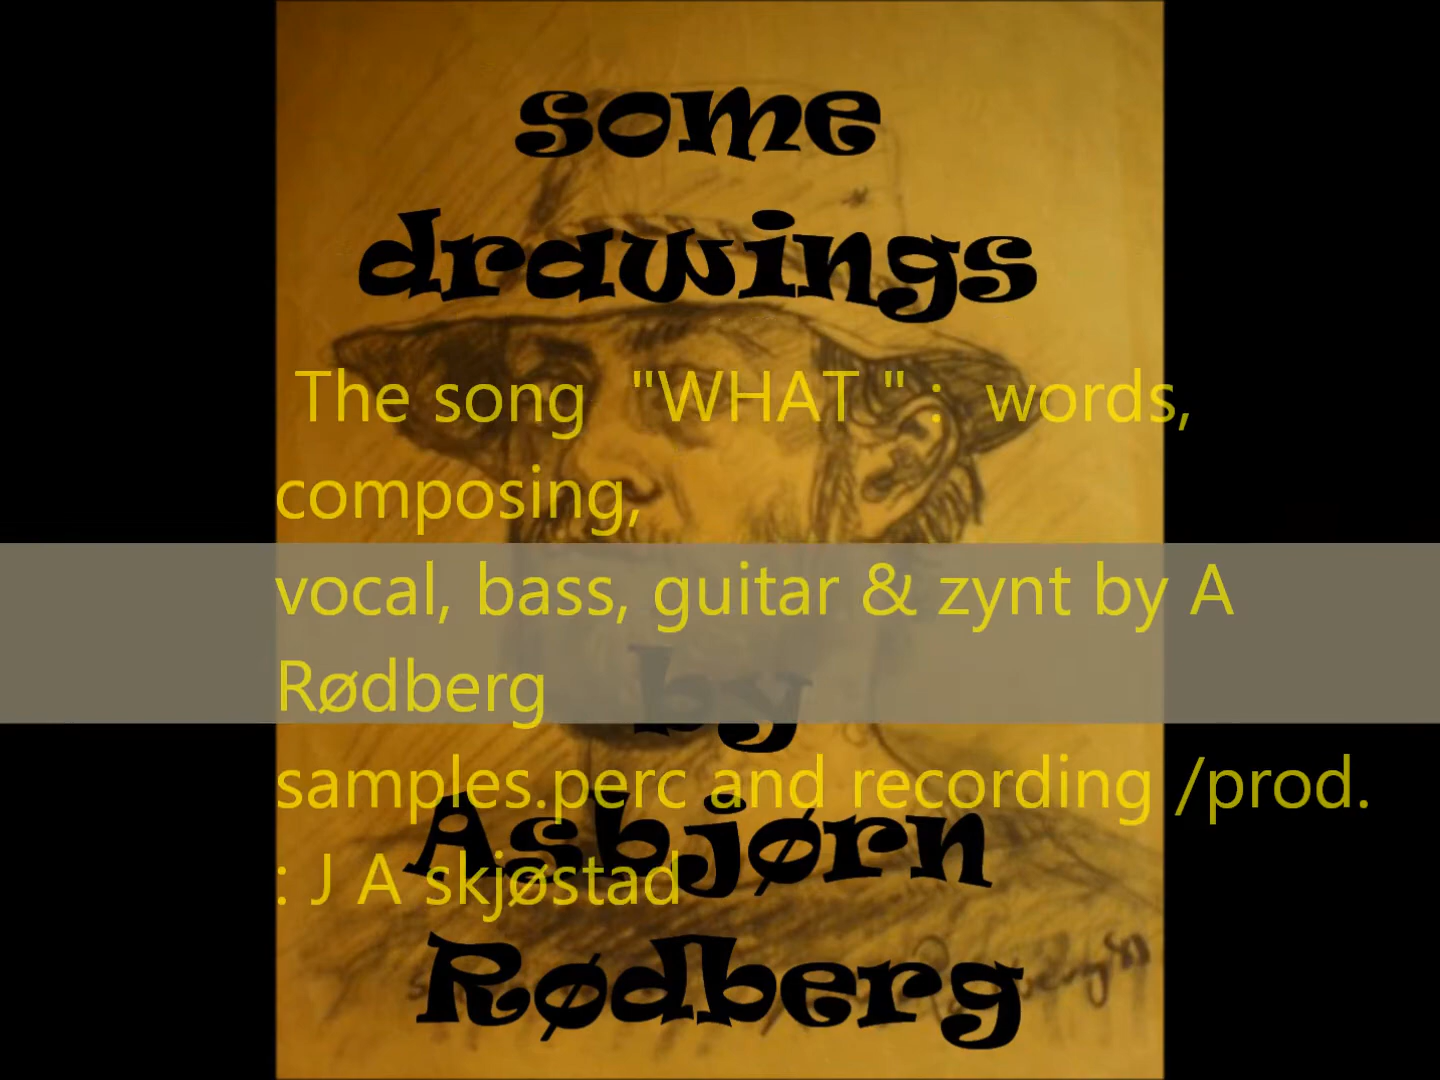 some
drawings
The song "WHAT " : words,
composing,
vocal, bass, guitar & zynt by A
Rødberg
by
samples.perc and recording /prod.
Asbjørn
: J A skjøstad
Rødberg